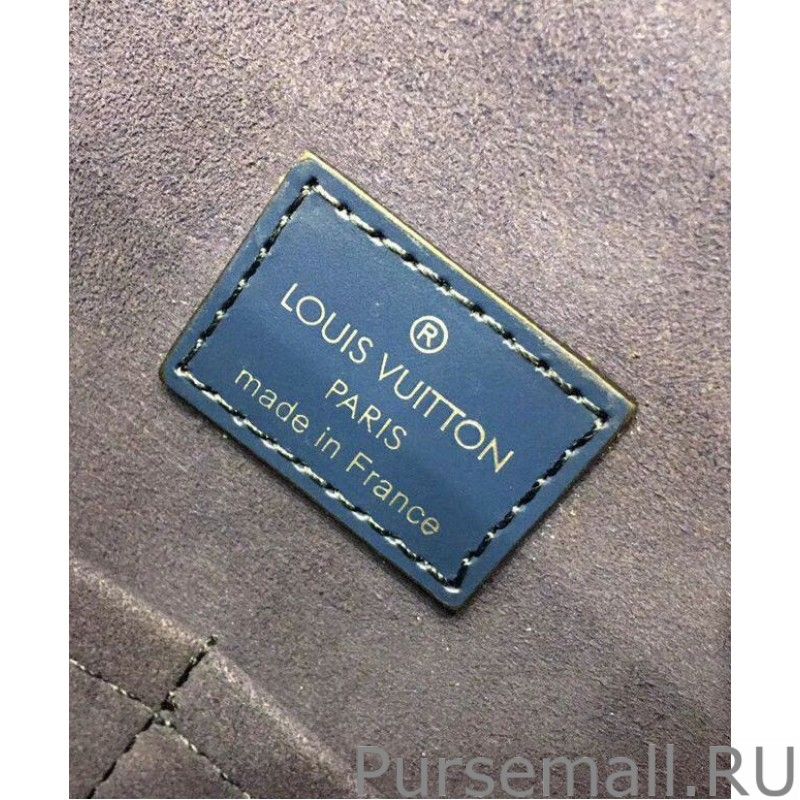 ®
LOUIS VUITTON
PARIS
made in France
Pursemall.RU